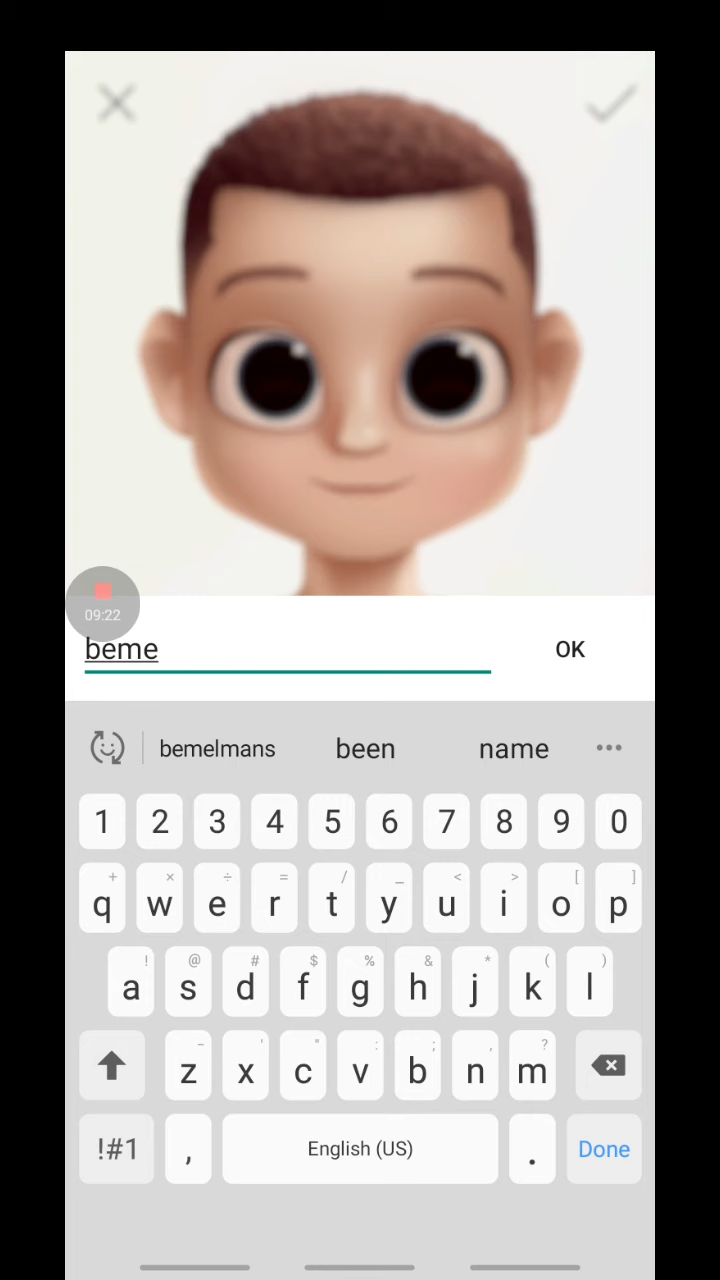 09:22
beme
OK
bemelmans been name
1 2 3 4 5 6 7 8 9 0
+ × ÷ = / _ < > [ ]
q w e r t y u i o p
! @ # $ % & * ( )
a s d f g h j k l
- ' " : ; , ?
z x c v b n m
!#1 , English (US) . Done